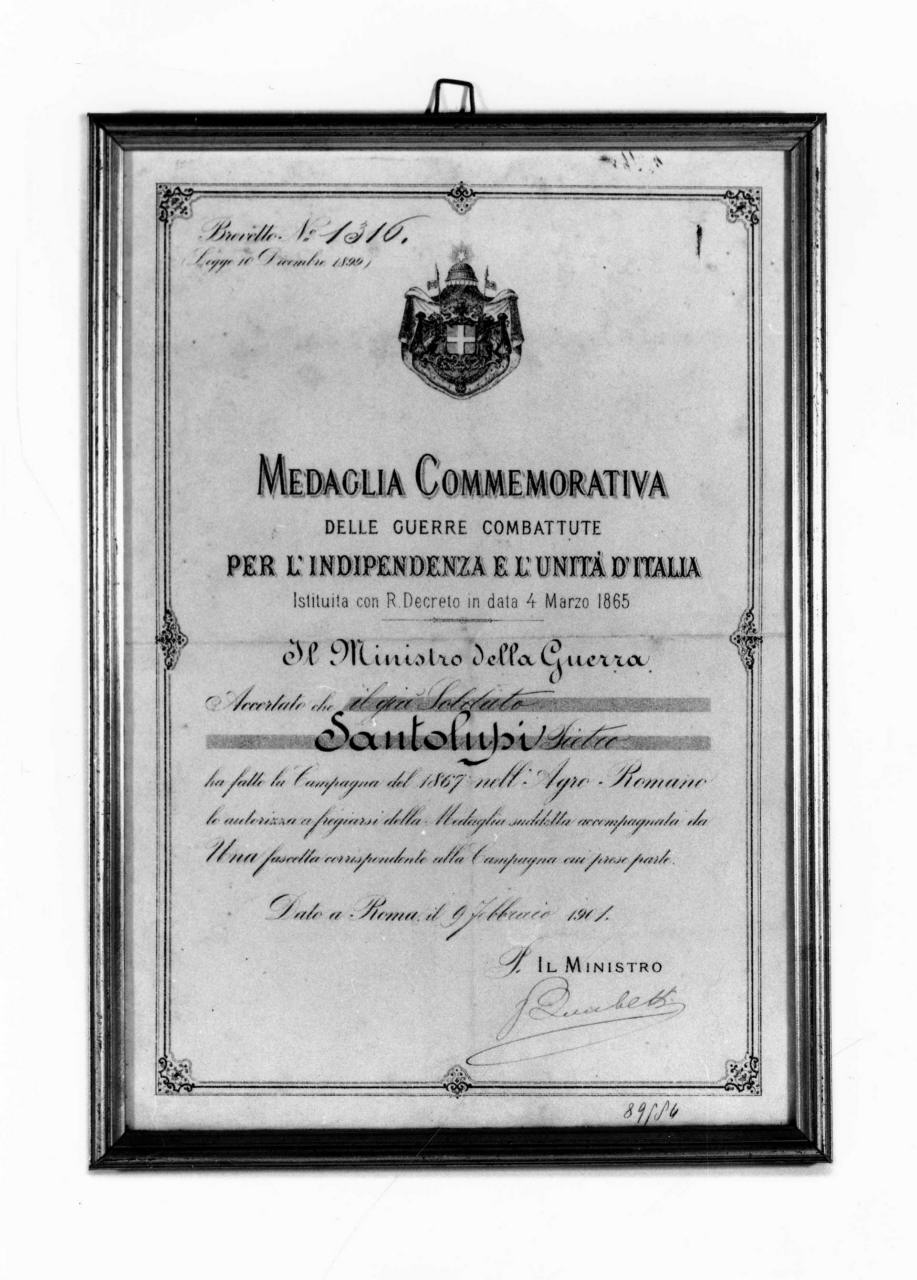 Brevetto N.º 1316.
(Legge 10 Dicembre 1899)
MEDAGLIA COMMEMORATIVA
DELLE GUERRE COMBATTUTE
PER L'INDIPENDENZA E L'UNITÀ D'ITALIA
Istituita con R. Decreto in data 4 Marzo 1865
Il Ministro della Guerra
Accertato che il già Soldato
Santolupi Pietro
ha fatto la Campagna del 1867 nell'Agro-Romano
lo autorizza a fregiarsi della Medaglia suddetta accompagnata da
Una fascetta corrispondente alla Campagna cui prese parte.
Dato a Roma, il 9 febbraio 1901.
P. IL MINISTRO